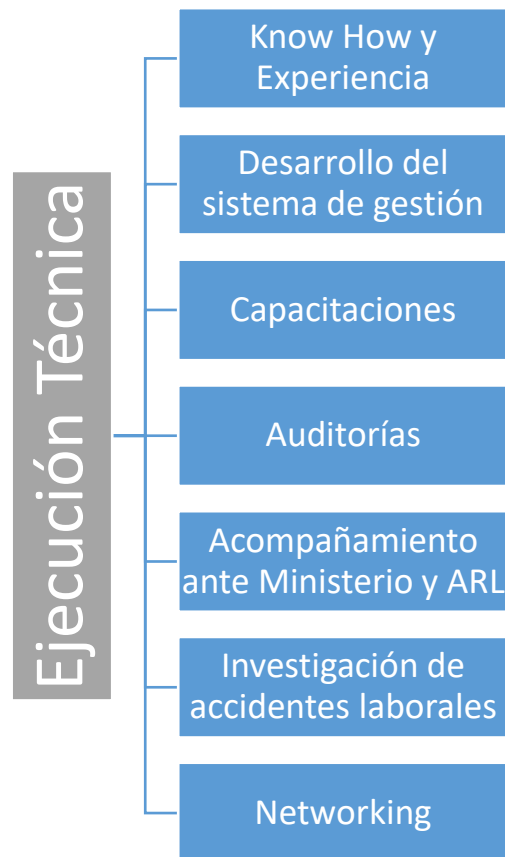 Ejecución Técnica
Know How y
Experiencia
Desarrollo del
sistema de gestión
Capacitaciones
Auditorías
Acompañamiento
ante Ministerio y ARL
Investigación de
accidentes laborales
Networking